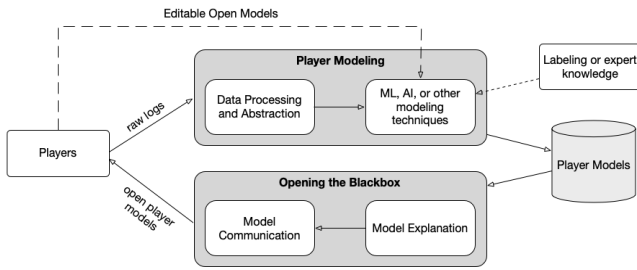 Editable Open Models
Player Modeling
Data Processing
and Abstraction
ML, AI, or other
modeling
techniques
Labeling or expert
knowledge
raw logs
Players
Player Models
open player
models
Opening the Blackbox
Model
Communication
Model Explanation